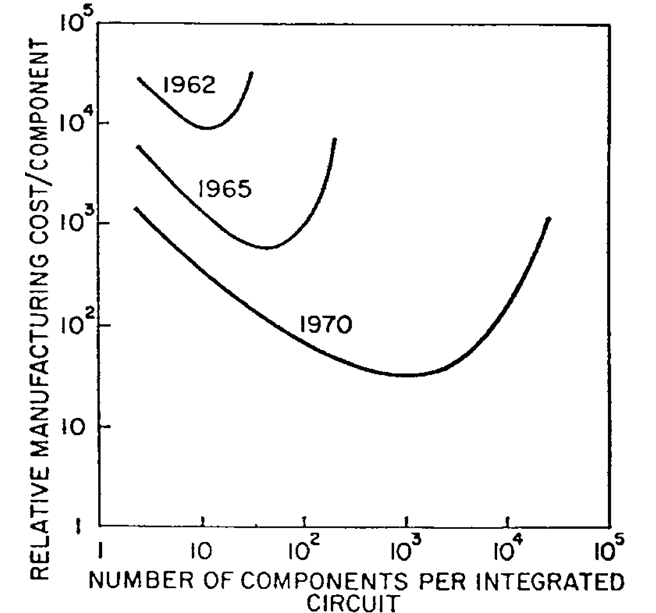 RELATIVE MANUFACTURING COST/COMPONENT
10⁵
10⁴
10³
10²
10
1
1962
1965
1970
1 10 10² 10³ 10⁴ 10⁵
NUMBER OF COMPONENTS PER INTEGRATED
CIRCUIT